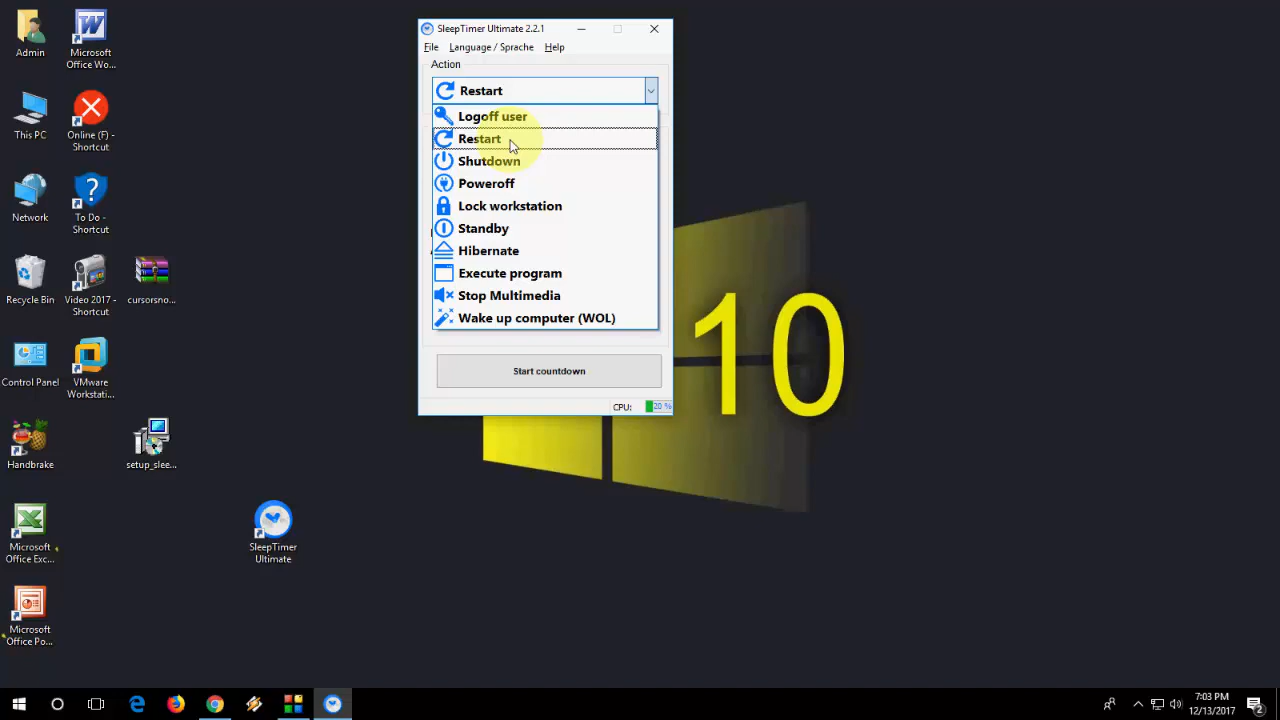 SleepTimer Ultimate 2.2.1
File Language / Sprache Help
Action
Restart
Logoff user
Restart
Shutdown
Poweroff
Lock workstation
Standby
Hibernate
Execute program
Stop Multimedia
Wake up computer (WOL)
Start countdown
CPU: 20 %
Admin
Microsoft
Office Wo...
This PC
Online (F) -
Shortcut
Network
To Do -
Shortcut
Recycle Bin
Video 2017 -
Shortcut
cursorsno...
Control Panel
VMware
Workstati...
Handbrake
setup_slee...
Microsoft
Office Exc...
SleepTimer
Ultimate
Microsoft
Office Po...
10
7:03 PM
12/13/2017
2